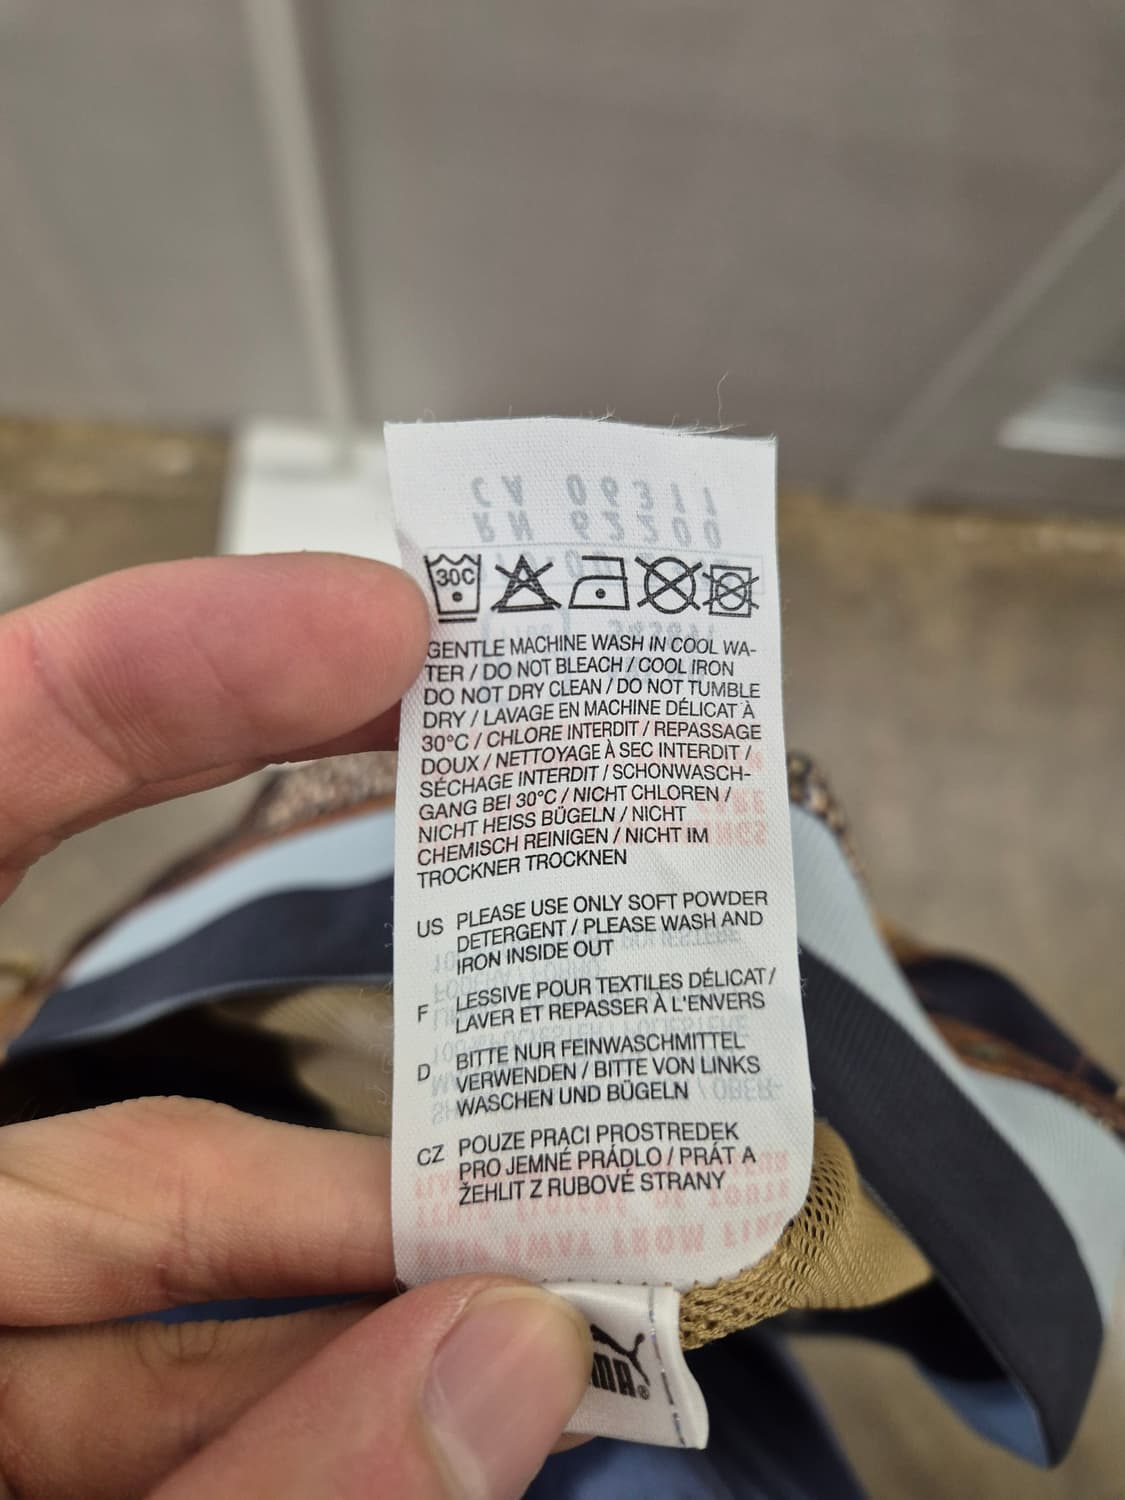 30C
GENTLE MACHINE WASH IN COOL WA-
TER / DO NOT BLEACH / COOL IRON
DO NOT DRY CLEAN / DO NOT TUMBLE
DRY / LAVAGE EN MACHINE DÉLICAT À
30°C / CHLORE INTERDIT / REPASSAGE
DOUX / NETTOYAGE À SEC INTERDIT /
SÉCHAGE INTERDIT / SCHONWASCH-
GANG BEI 30°C / NICHT CHLOREN /
NICHT HEISS BÜGELN / NICHT
CHEMISCH REINIGEN / NICHT IM
TROCKNER TROCKNEN
US PLEASE USE ONLY SOFT POWDER
DETERGENT / PLEASE WASH AND
IRON INSIDE OUT
F LESSIVE POUR TEXTILES DÉLICAT /
LAVER ET REPASSER À L'ENVERS
D BITTE NUR FEINWASCHMITTEL
VERWENDEN / BITTE VON LINKS
WASCHEN UND BÜGELN
CZ POUZE PRACI PROSTREDEK
PRO JEMNÉ PRÁDLO / PRÁT A
ŽEHLIT Z RUBOVÉ STRANY